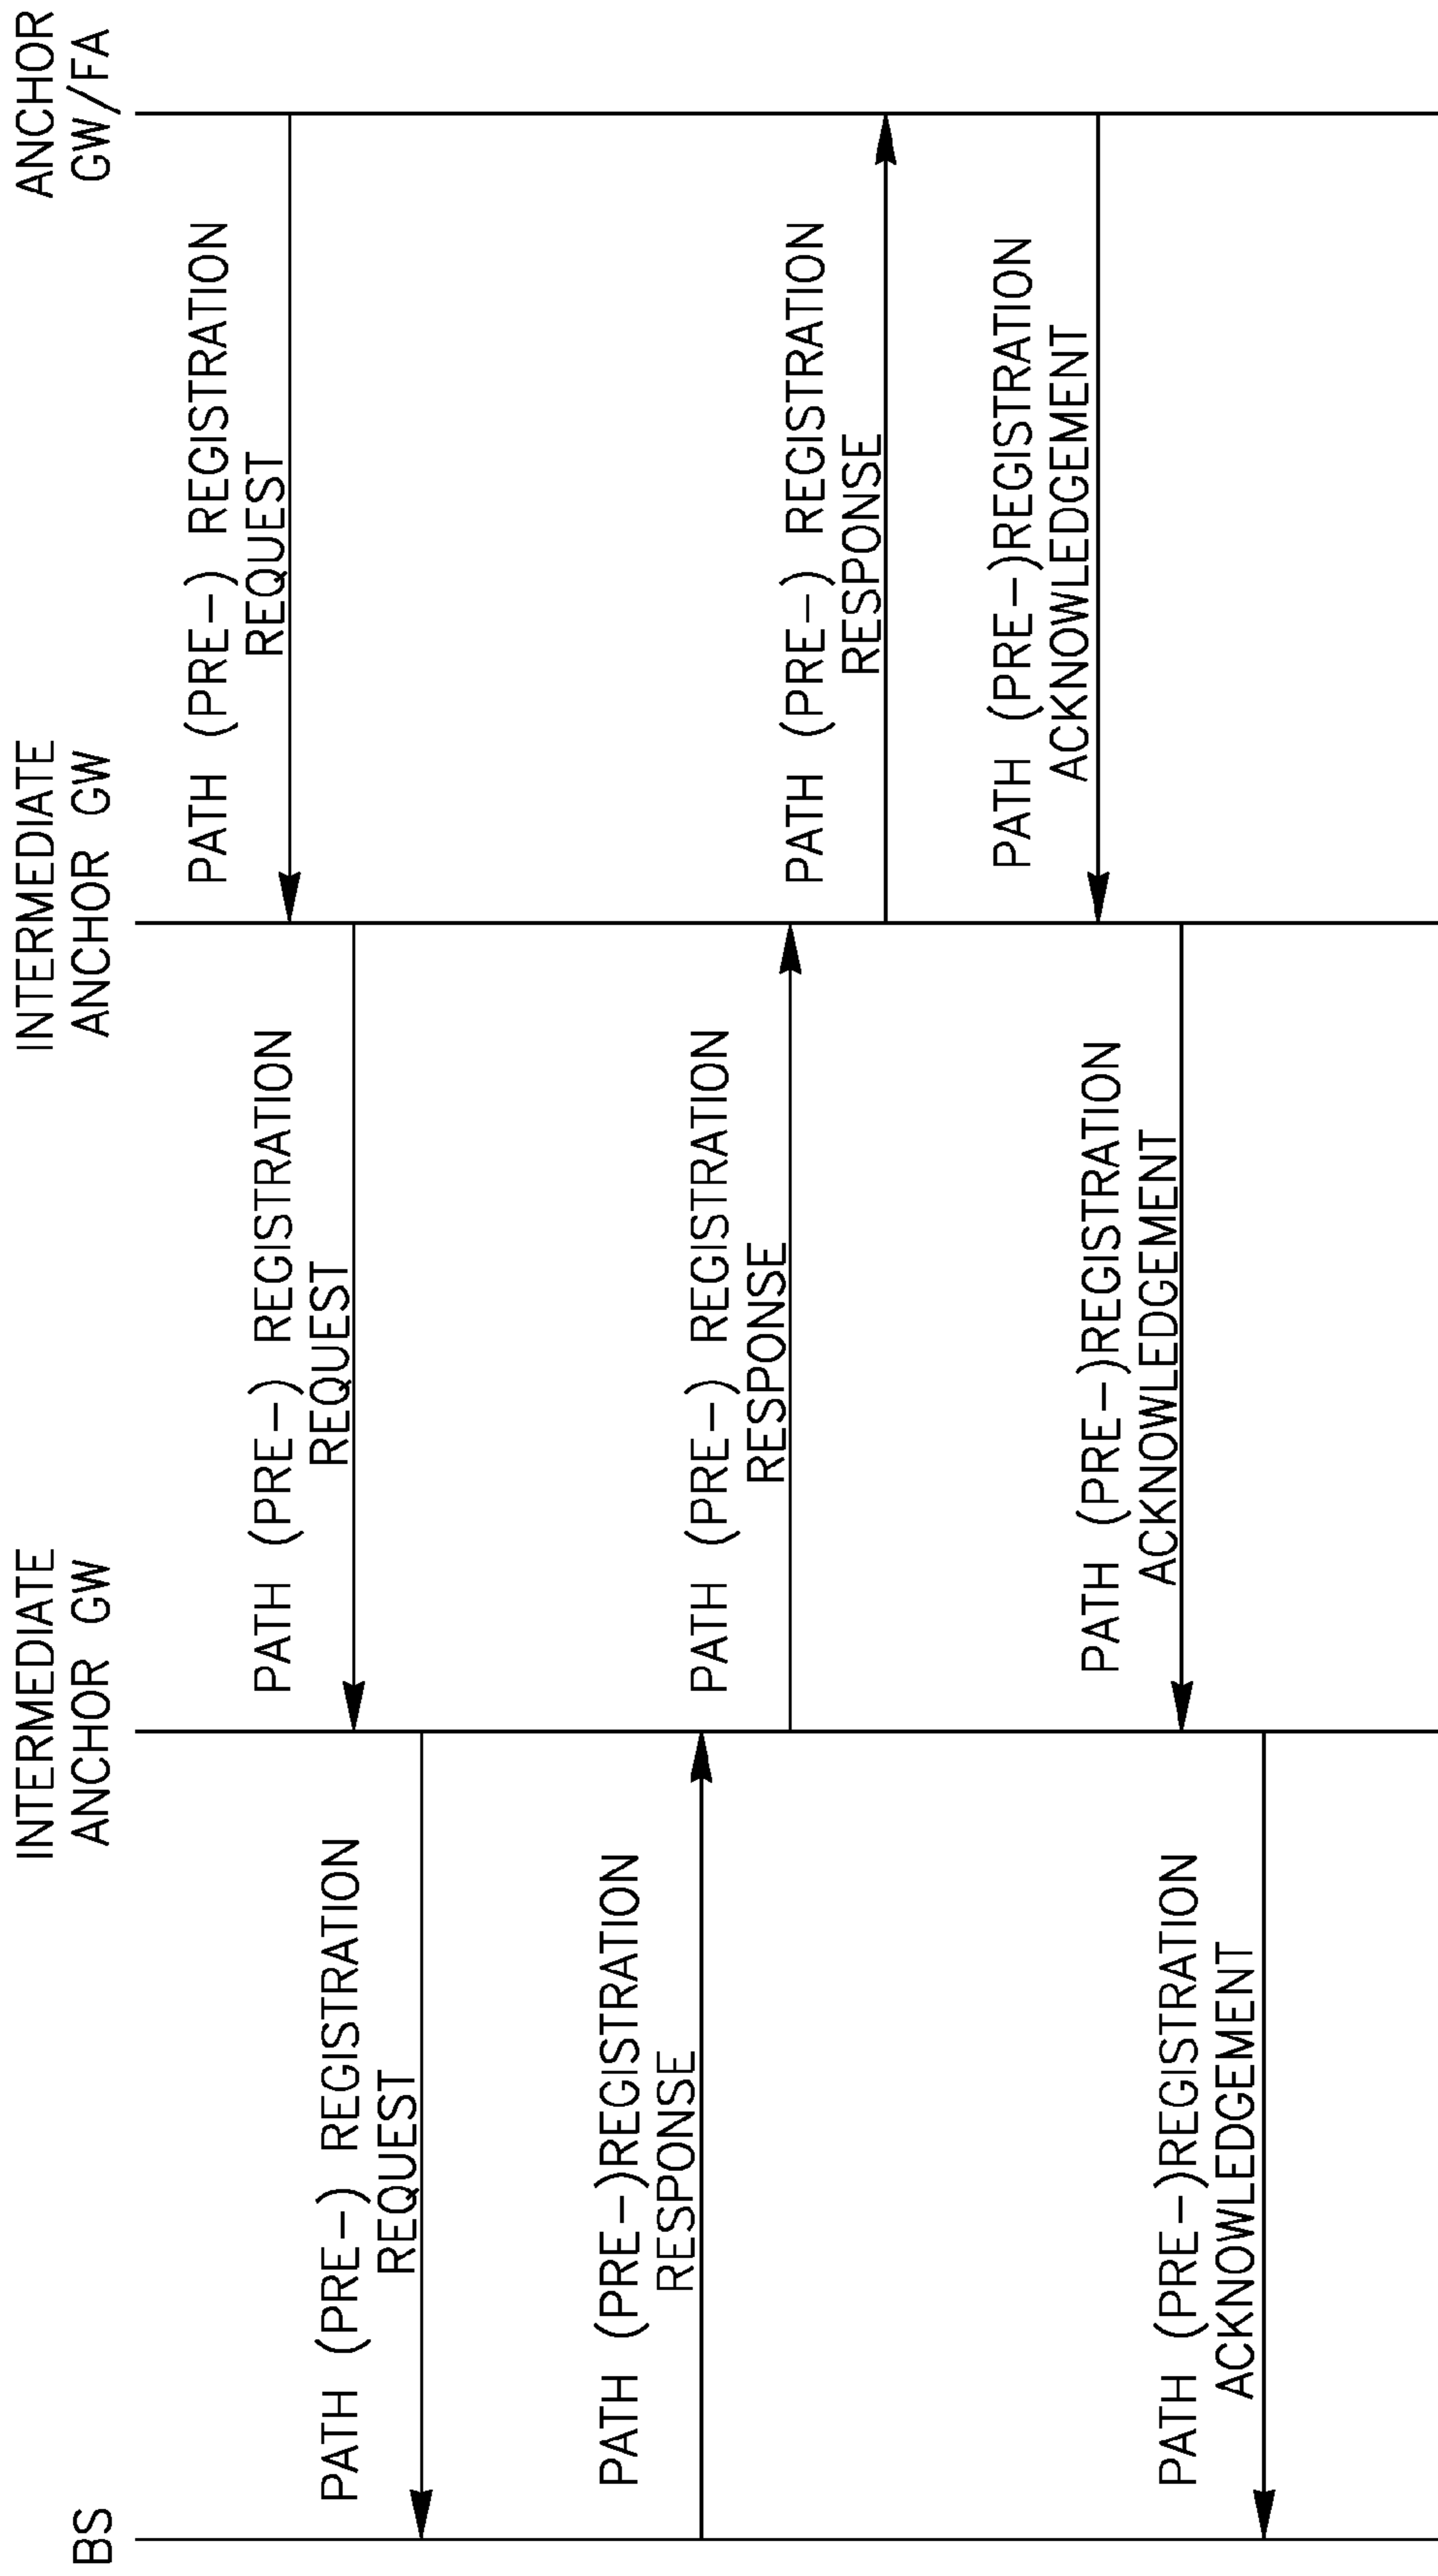 BS
INTERMEDIATE
ANCHOR GW
INTERMEDIATE
ANCHOR GW
ANCHOR
GW/FA
PATH (PRE-) REGISTRATION
REQUEST
PATH (PRE-) REGISTRATION
REQUEST
PATH (PRE-) REGISTRATION
REQUEST
PATH (PRE-)REGISTRATION
RESPONSE
PATH (PRE-) REGISTRATION
RESPONSE
PATH (PRE-) REGISTRATION
RESPONSE
PATH (PRE-)REGISTRATION
ACKNOWLEDGEMENT
PATH (PRE-)REGISTRATION
ACKNOWLEDGEMENT
PATH (PRE-)REGISTRATION
ACKNOWLEDGEMENT